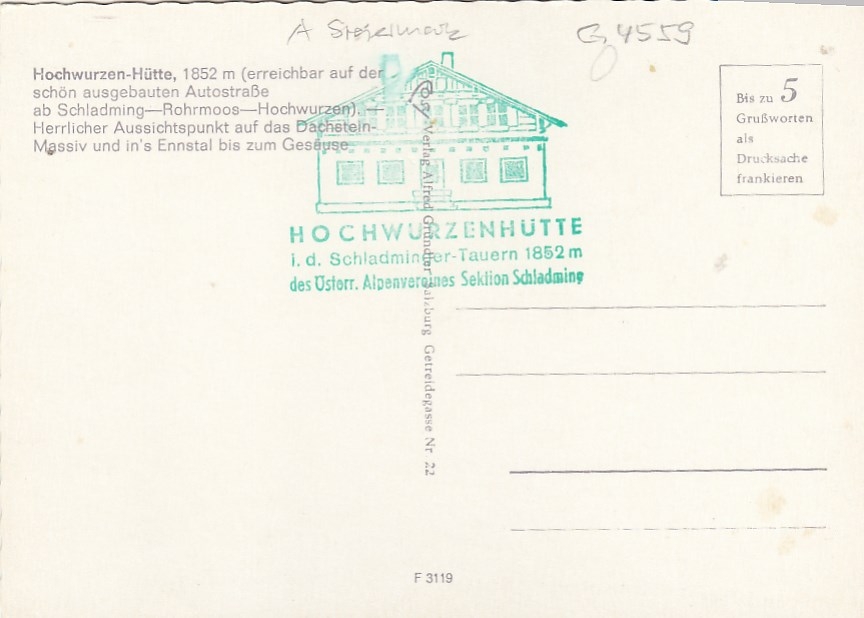 A Steiermark
G 4559
Hochwurzen-Hütte, 1852 m (erreichbar auf der
schön ausgebauten Autostraße
ab Schladming—Rohrmoos—Hochwurzen). —
Herrlicher Aussichtspunkt auf das Dachstein-
Massiv und in's Ennstal bis zum Gesäuse
Bis zu 5
Grußworten
als
Drucksache
frankieren
HOCHWURZENHÜTTE
i. d. Schladminger-Tauern 1852 m
des Österr. Alpenvereines Sektion Schladming
Verlag Alfred Gründler Salzburg Getreidegasse Nr. 22
F 3119